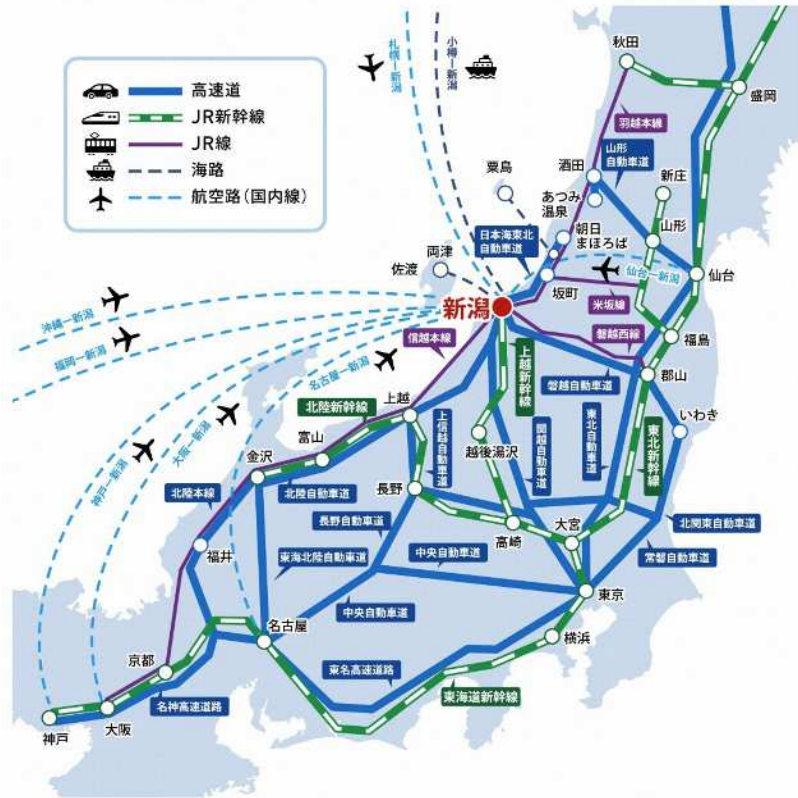 高速道
JR新幹線
JR線
海路
航空路(国内線)
札幌ー新潟
小樽ー新潟
秋田
盛岡
羽越本線
山形
自動車道
酒田
新庄
粟島
あつみ
温泉
山形
朝日
まほろば
日本海東北
自動車道
両津
佐渡
仙台ー新潟
仙台
坂町
新潟
米坂線
沖縄ー新潟
福岡ー新潟
信越本線
磐越西線
福島
名古屋ー新潟
上越新幹線
磐越自動車道
郡山
大阪ー新潟
北陸新幹線
上越
いわき
神戸ー新潟
富山
上信越自動車道
越後湯沢
関越自動車道
東北自動車道
東北新幹線
金沢
北陸本線
北陸自動車道
長野
長野自動車道
高崎
大宮
北関東自動車道
福井
東海北陸自動車道
中央自動車道
常磐自動車道
東京
中央自動車道
名古屋
横浜
京都
東名高速道路
東海道新幹線
名神高速道路
大阪
神戸